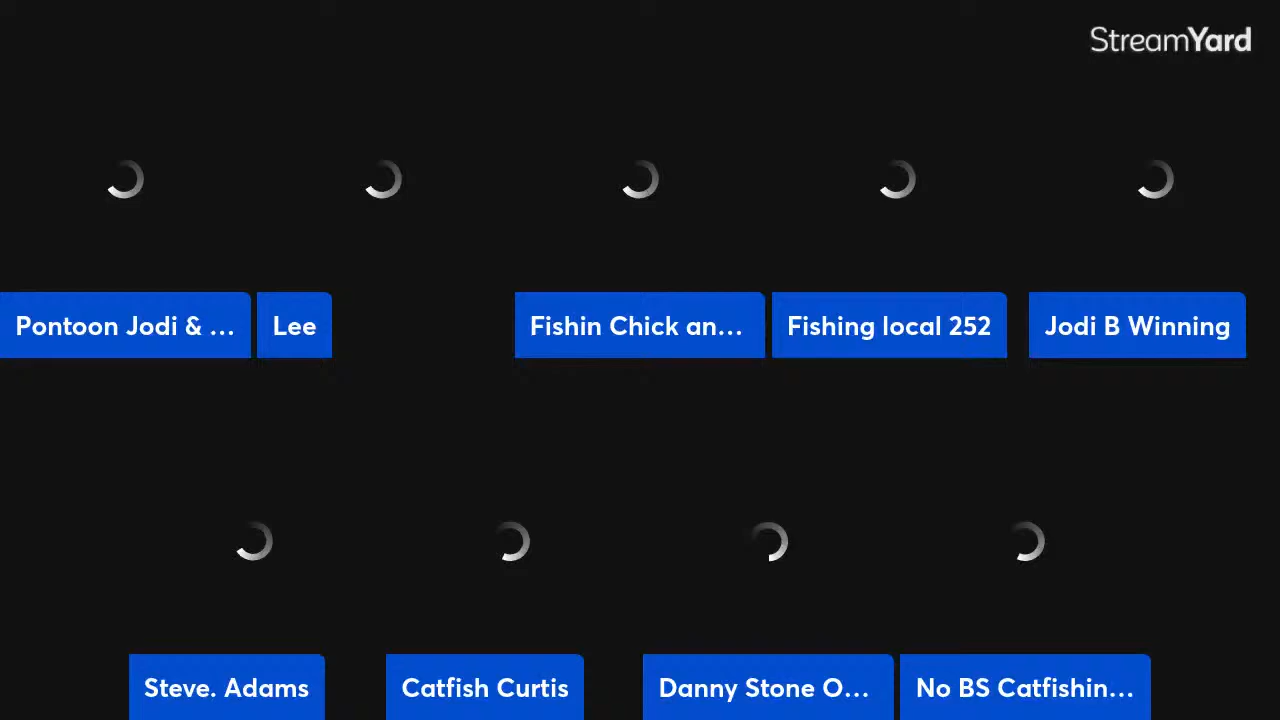 StreamYard
Pontoon Jodi & ...
Lee
Fishin Chick an...
Fishing local 252
Jodi B Winning
Steve. Adams
Catfish Curtis
Danny Stone O...
No BS Catfishin...